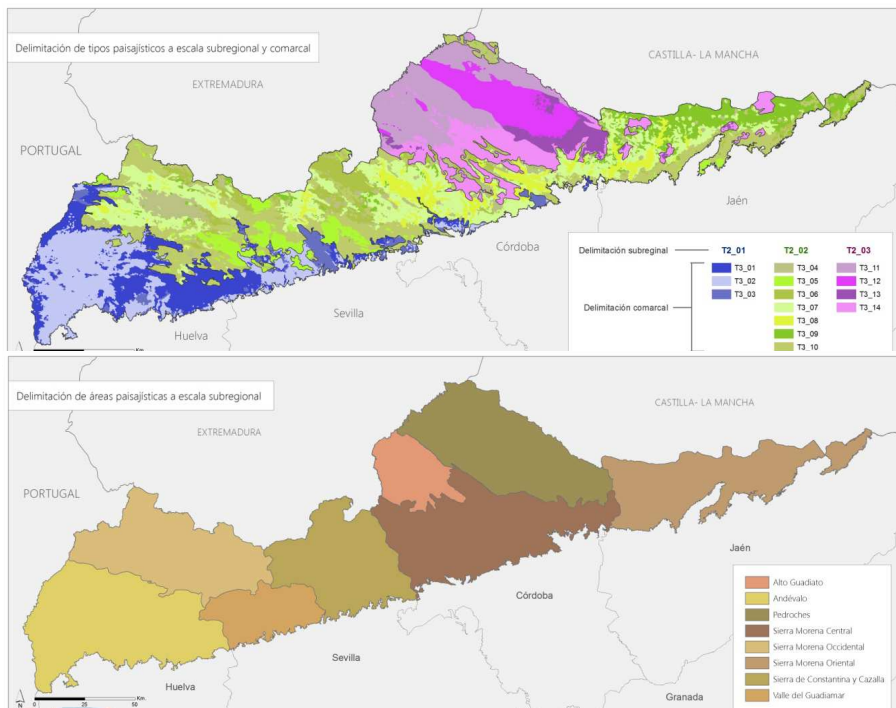 Delimitación de tipos paisajísticos a escala subregional y comarcal
CASTILLA- LA MANCHA
EXTREMADURA
PORTUGAL
Jaén
Córdoba
Sevilla
Huelva
Km.
Delimitación subreginal
T2_01
T2_02
T2_03
Delimitación comarcal
T3_01
T3_02
T3_03
T3_04
T3_05
T3_06
T3_07
T3_08
T3_09
T3_10
T3_11
T3_12
T3_13
T3_14
Delimitación de áreas paisajísticas a escala subregional
CASTILLA- LA MANCHA
EXTREMADURA
PORTUGAL
Jaén
Córdoba
Sevilla
Huelva
Granada
N
Km.
0 25 50
Alto Guadiato
Andévalo
Pedroches
Sierra Morena Central
Sierra Morena Occidental
Sierra Morena Oriental
Sierra de Constantina y Cazalla
Valle del Guadiamar